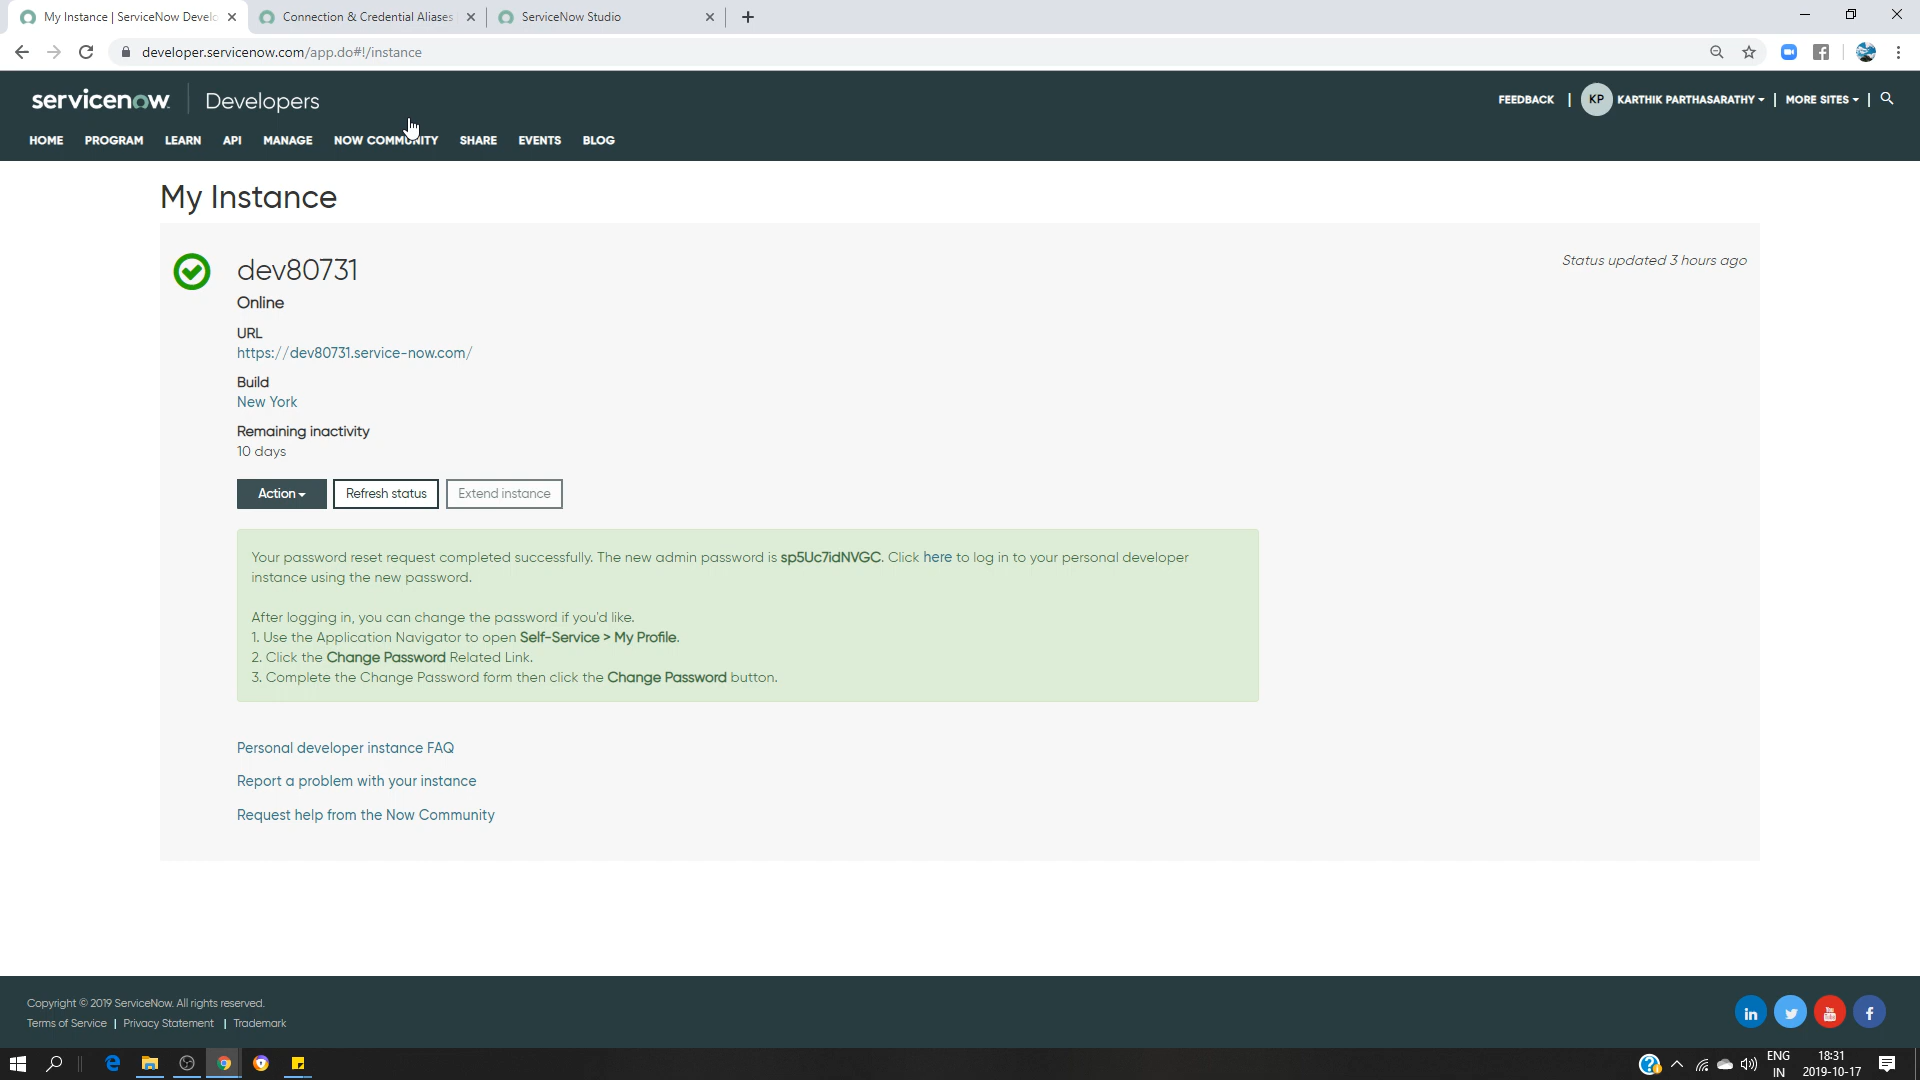 My Instance | ServiceNow Develo
Connection & Credential Aliases
ServiceNow Studio
developer.servicenow.com/app.do#!/instance
servicenow
Developers
FEEDBACK | KP KARTHIK PARTHASARATHY | MORE SITES |
HOME PROGRAM LEARN API MANAGE NOW COMMUNITY SHARE EVENTS BLOG
My Instance
dev80731
Status updated 3 hours ago
Online
URL
https://dev80731.service-now.com/
Build
New York
Remaining inactivity
10 days
Action
Refresh status
Extend instance
Your password reset request completed successfully. The new admin password is sp5Uc7idNVGC. Click here to log in to your personal developer
instance using the new password.
After logging in, you can change the password if you'd like.
1. Use the Application Navigator to open Self-Service > My Profile.
2. Click the Change Password Related Link.
3. Complete the Change Password form then click the Change Password button.
Personal developer instance FAQ
Report a problem with your instance
Request help from the Now Community
Copyright © 2019 ServiceNow. All rights reserved.
Terms of Service | Privacy Statement | Trademark
ENG
IN
18:31
2019-10-17